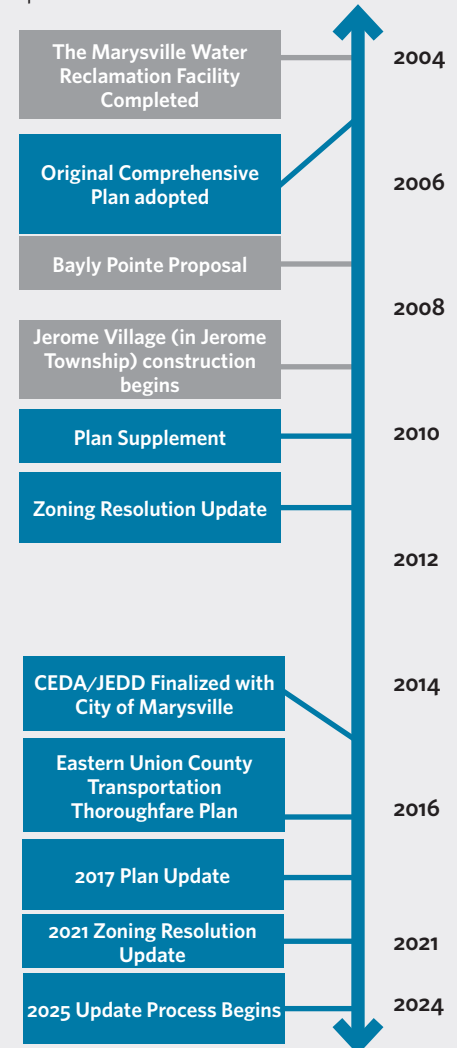 The Marysville Water
Reclamation Facility
Completed
2004
Original Comprehensive
Plan adopted
2006
Bayly Pointe Proposal
2008
Jerome Village (in Jerome
Township) construction
begins
Plan Supplement
2010
Zoning Resolution Update
2012
CEDA/JEDD Finalized with
City of Marysville
2014
Eastern Union County
Transportation
Thoroughfare Plan
2016
2017 Plan Update
2021 Zoning Resolution
Update
2021
2025 Update Process Begins
2024